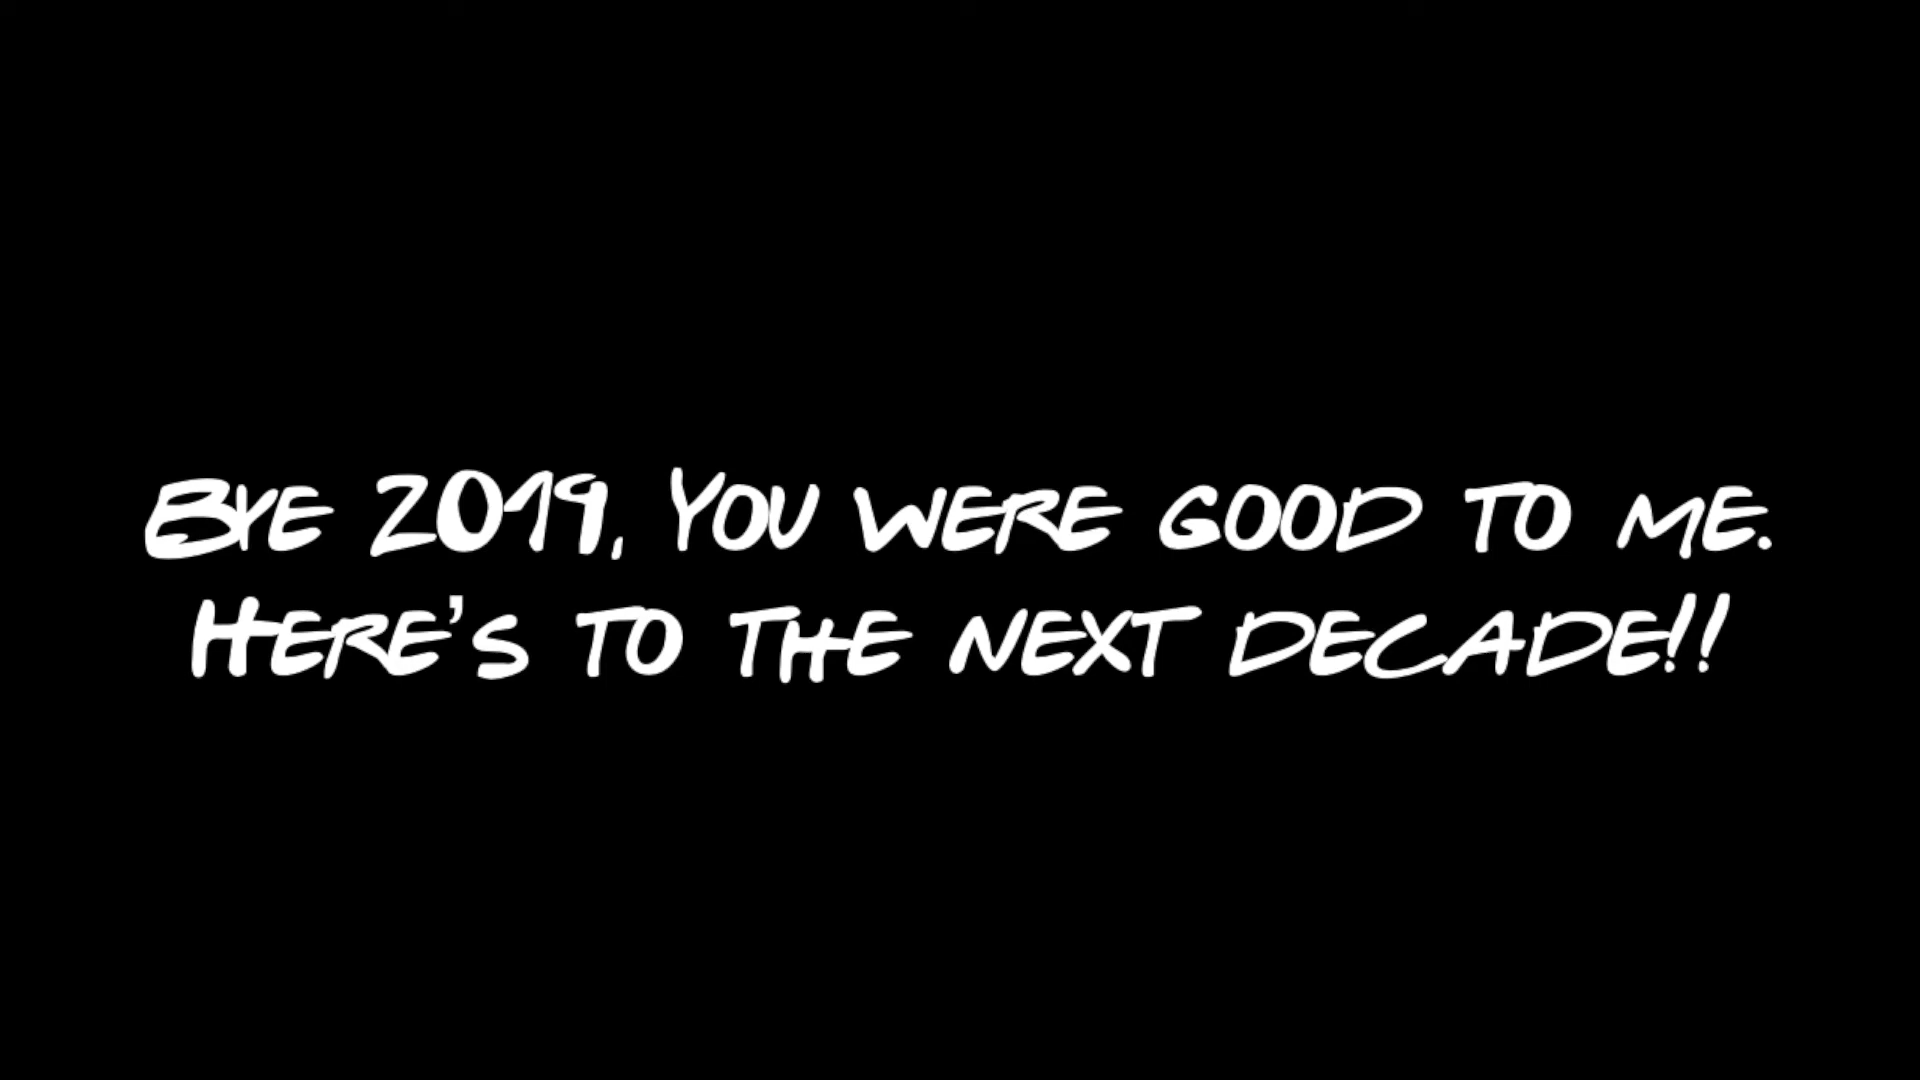 Bye 2019, You were good to me.
Here's to the next decade!!